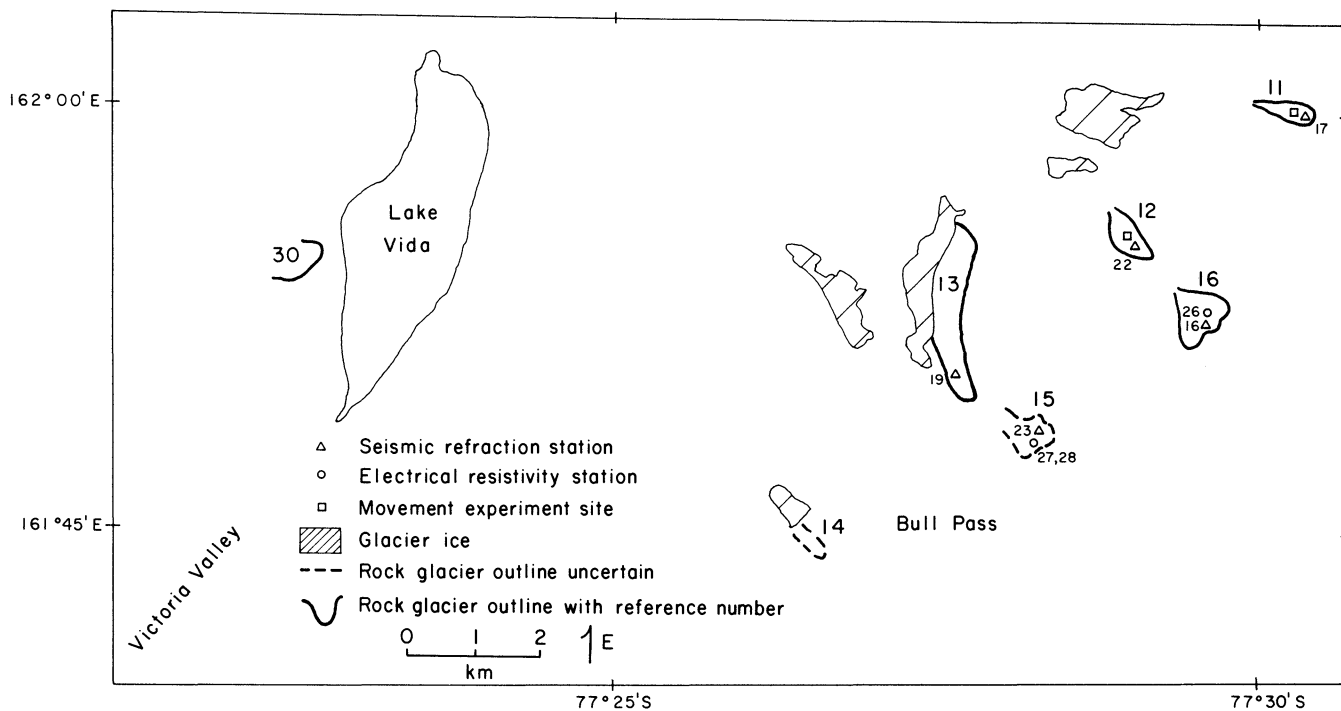 162°00'E
11
17
12
22
Lake
Vida
30
13
16
26
16
19
15
23
27,28
Seismic refraction station
Electrical resistivity station
Movement experiment site
Glacier ice
Rock glacier outline uncertain
Rock glacier outline with reference number
161°45'E
14
Bull Pass
Victoria Valley
0 1 2
km
E
77°25'S
77°30'S